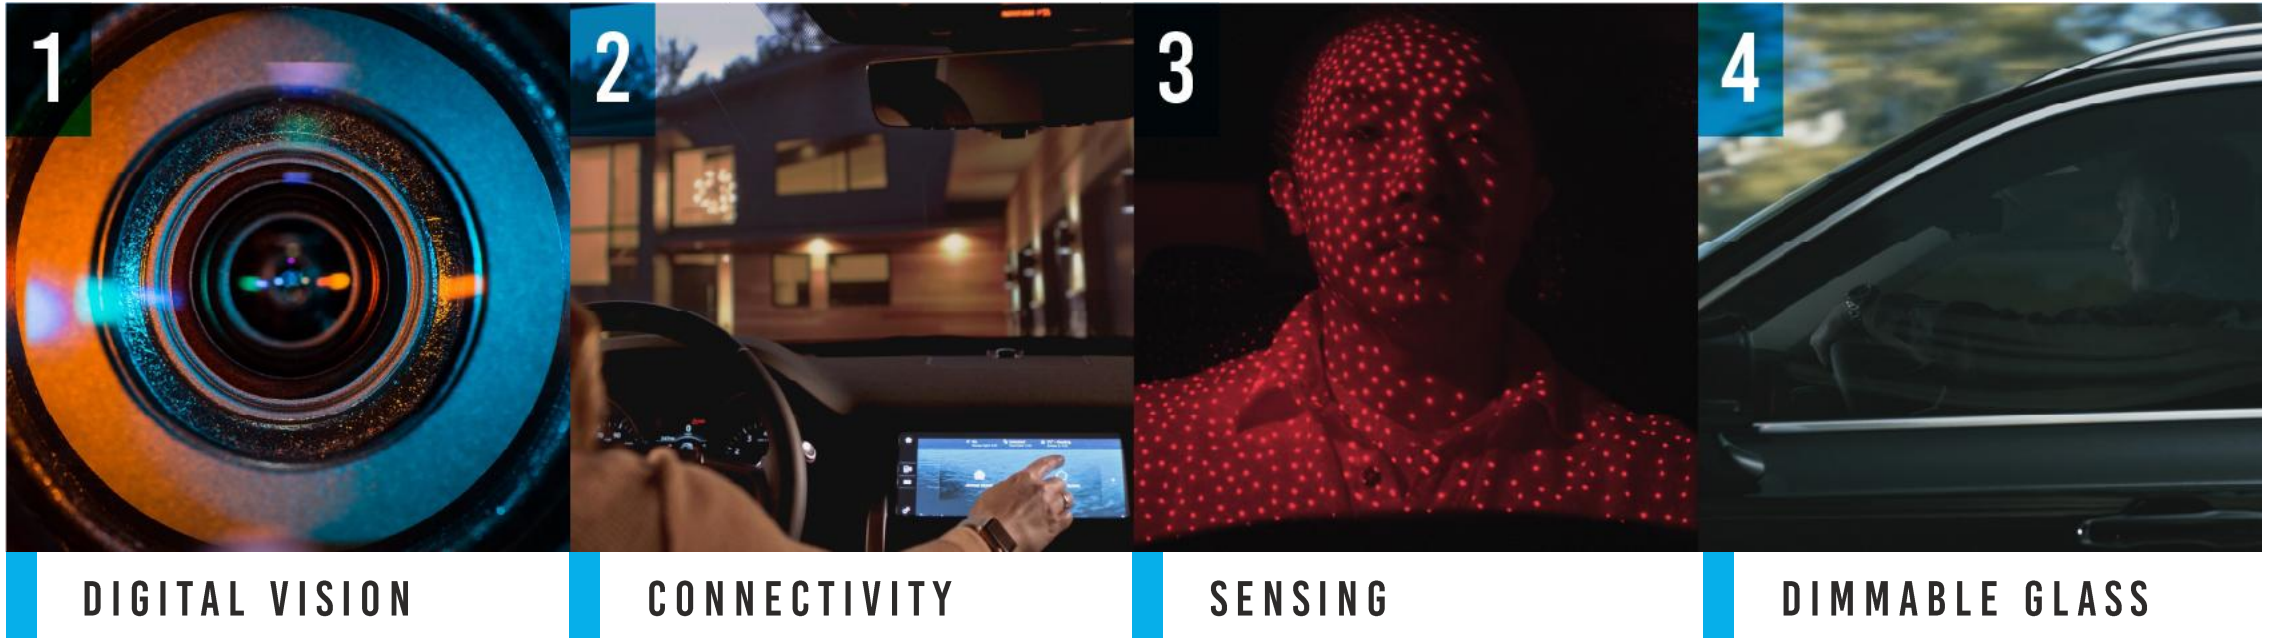 1
2
3
4
DIGITAL VISION
CONNECTIVITY
SENSING
DIMMABLE GLASS